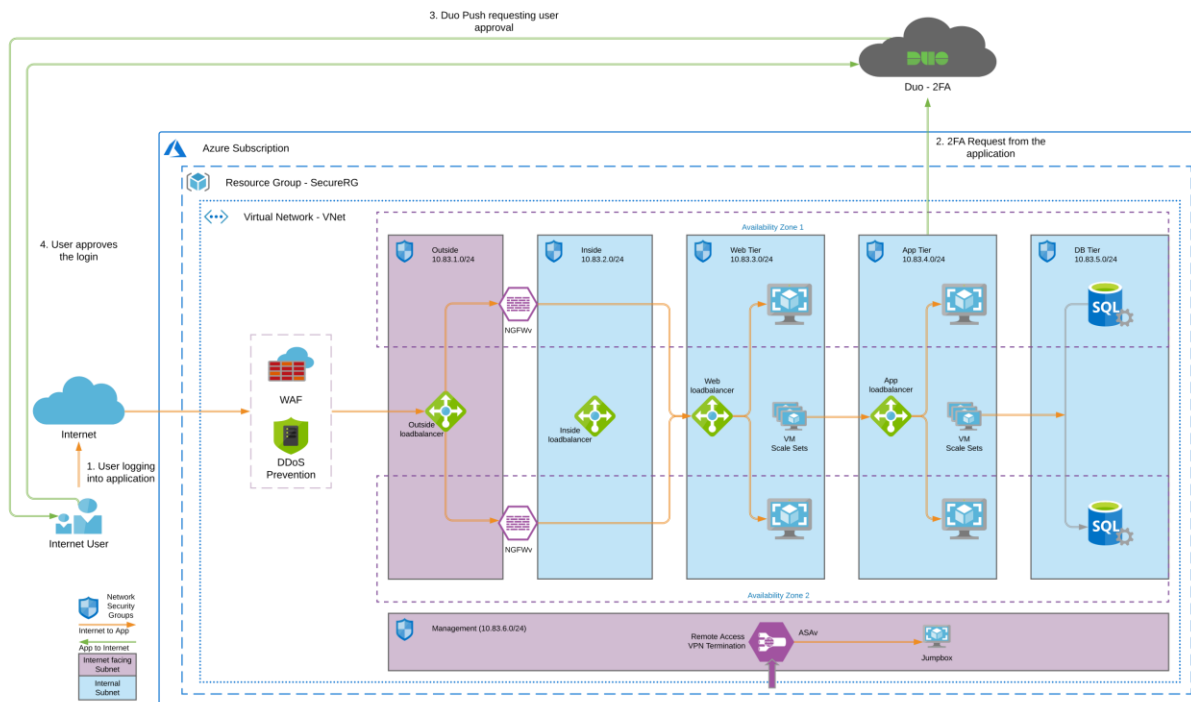 3. Duo Push requesting user
approval
DUO
Duo - 2FA
2. 2FA Request from the
application
Azure Subscription
Resource Group - SecureRG
Virtual Network - VNet
4. User approves
the login
Availability Zone 1
Outside
10.83.1.0/24
Inside
10.83.2.0/24
Web Tier
10.83.3.0/24
App Tier
10.83.4.0/24
DB Tier
10.83.5.0/24
NGFWv
SQL
WAF
DDoS
Prevention
Outside
loadbalancer
Inside
loadbalancer
Web
loadbalancer
VM
Scale Sets
App
loadbalancer
VM
Scale Sets
Internet
1. User logging
into application
Internet User
NGFWv
SQL
Availability Zone 2
Network
Security
Groups
Internet to App
App to Internet
Internet facing
Subnet
Internal
Subnet
Management (10.83.6.0/24)
Remote Access
VPN Termination
ASAv
Jumpbox